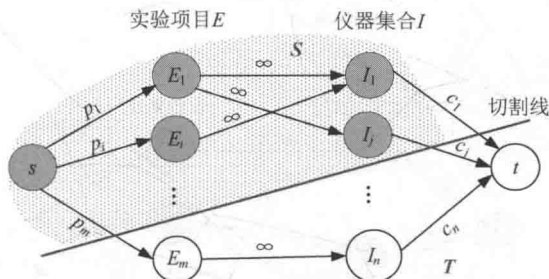 实验项目E 仪器集合I
E₁ ∞ S I₁
p₁ ∞ c₁ 切割线
∞
s pᵢ Eᵢ Iⱼ cⱼ t
⋮ ⋮
pₘ cₙ
Eₘ ∞ Iₙ T